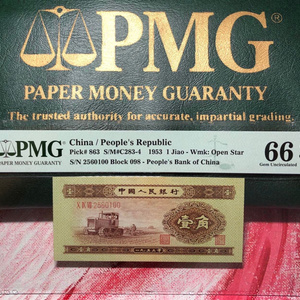 PMG
PAPER MONEY GUARANTY
The trusted authority for accurate, impartial grading.
PMG
China / People's Republic
Pick# 863 S/M#C283-4 1953 1 Jiao - Wmk: Open Star
S/N 2560100 Block 098 - People's Bank of China
66
Gem Uncirculated
中國人民銀行
2560100
壹角